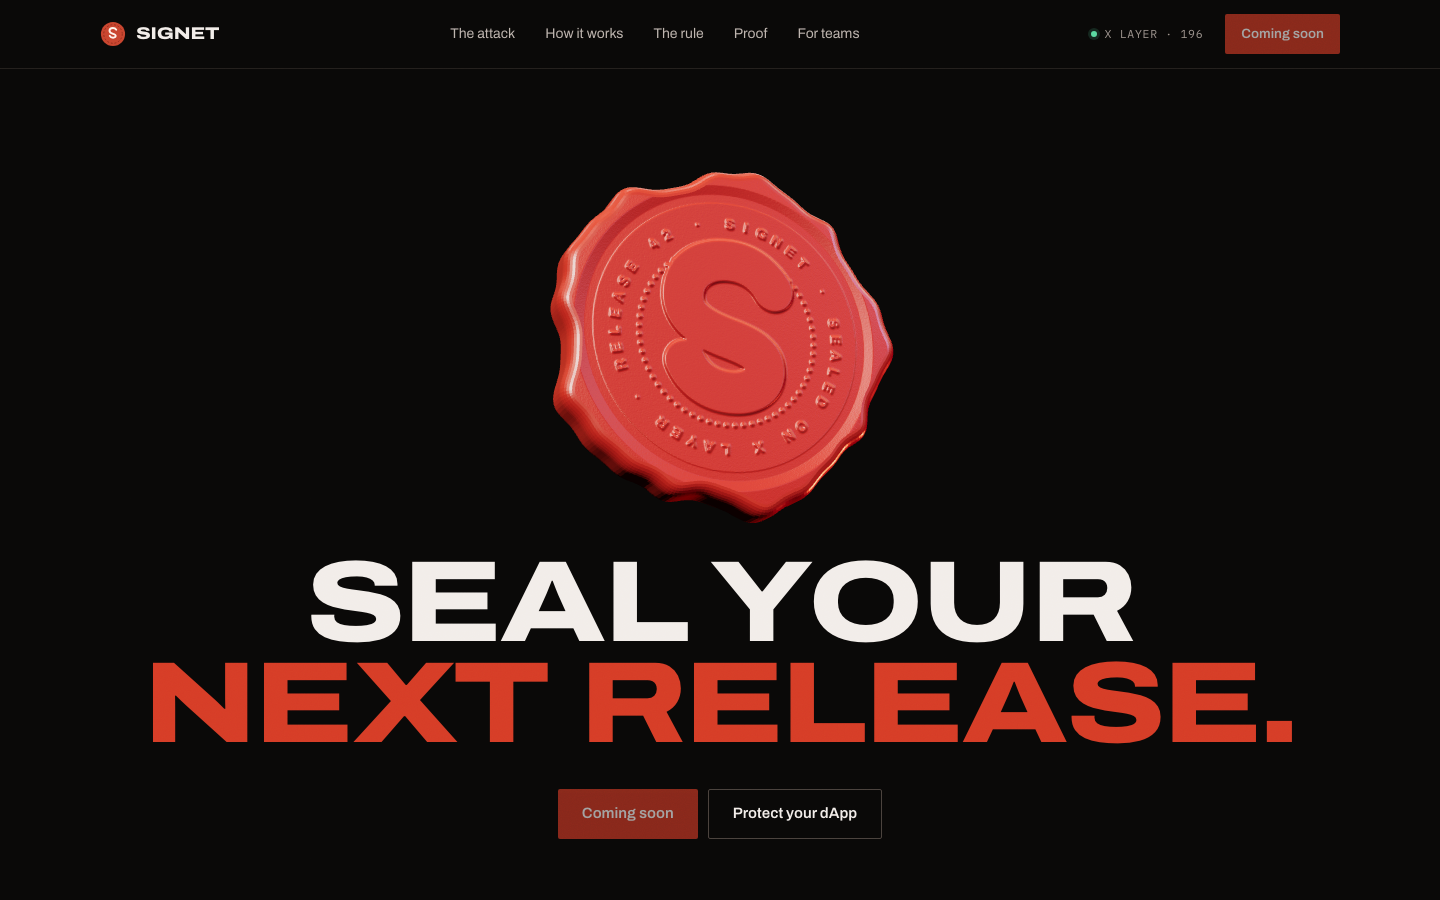 S SIGNET
The attack
How it works
The rule
Proof
For teams
X LAYER · 196
Coming soon
RELEASE 42 · SIGNET · SEALED ON X LAYER ·
S
SEAL YOUR
NEXT RELEASE.
Coming soon
Protect your dApp